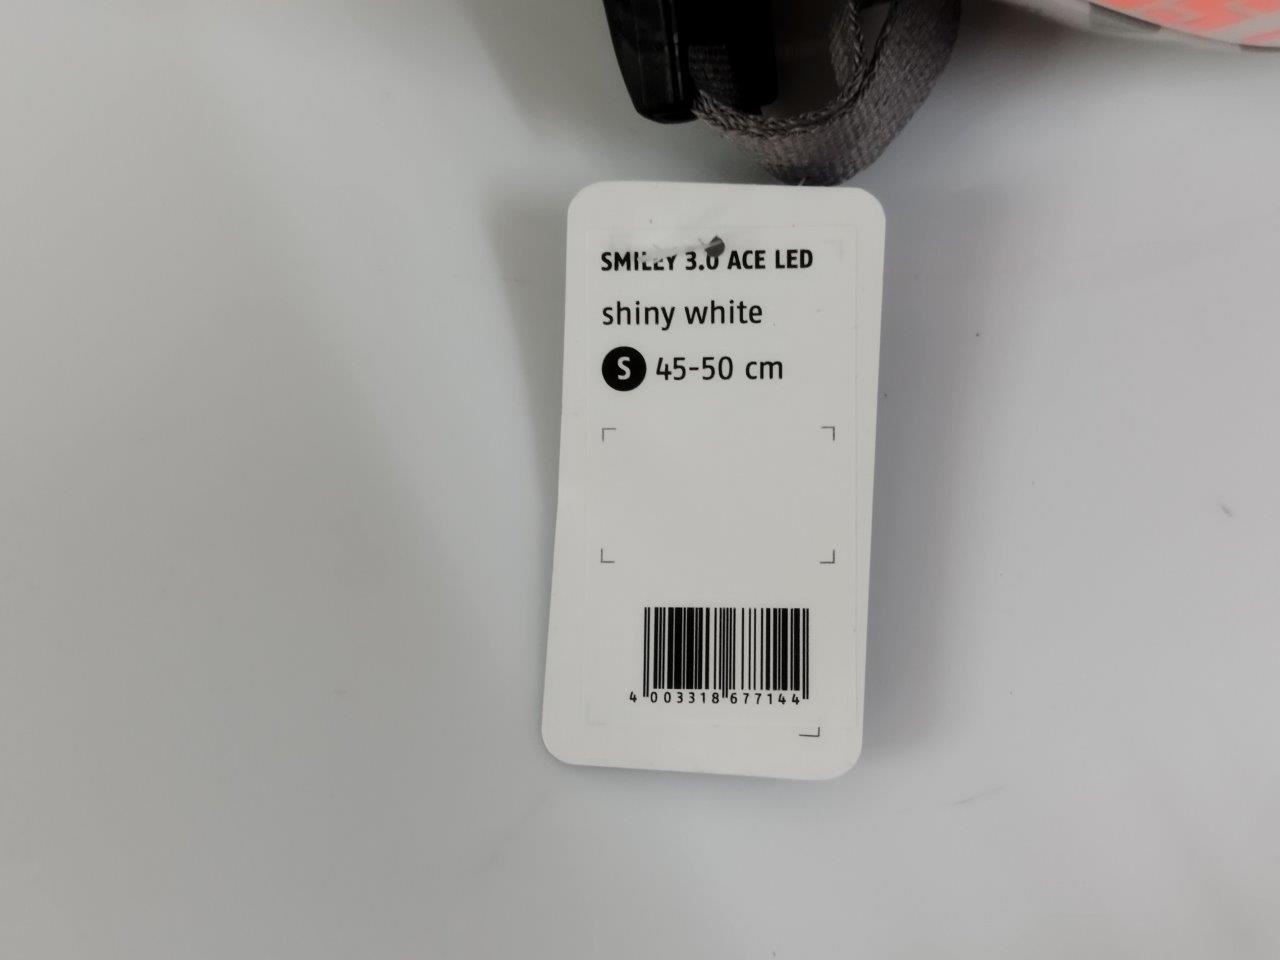 SMILEY 3.0 ACE LED
shiny white
S 45-50 cm
4 003318 677144